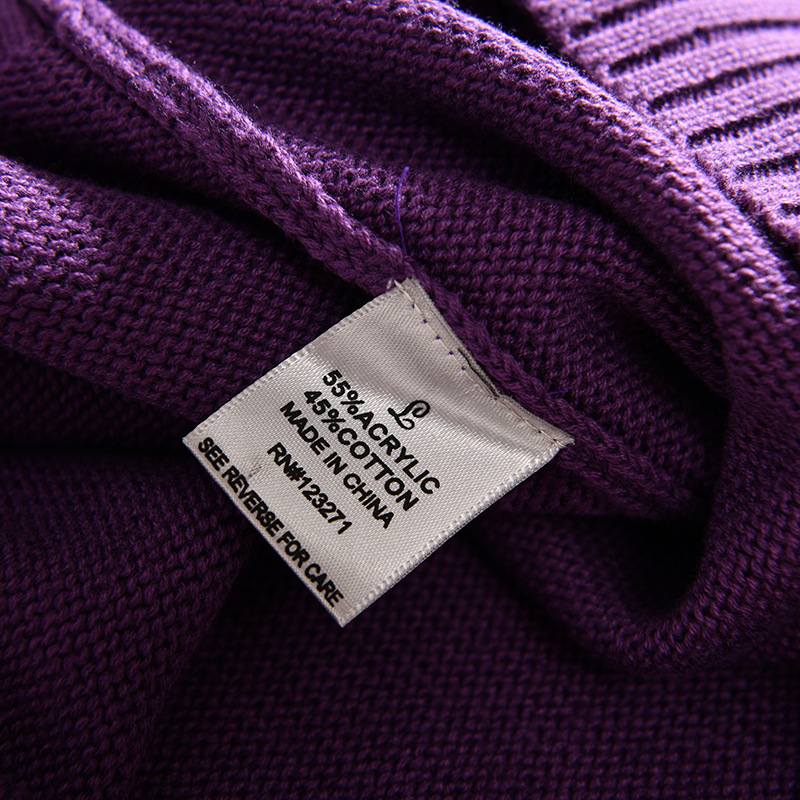 L
55%ACRYLIC
45%COTTON
MADE IN CHINA
RN#123271
SEE REVERSE FOR CARE